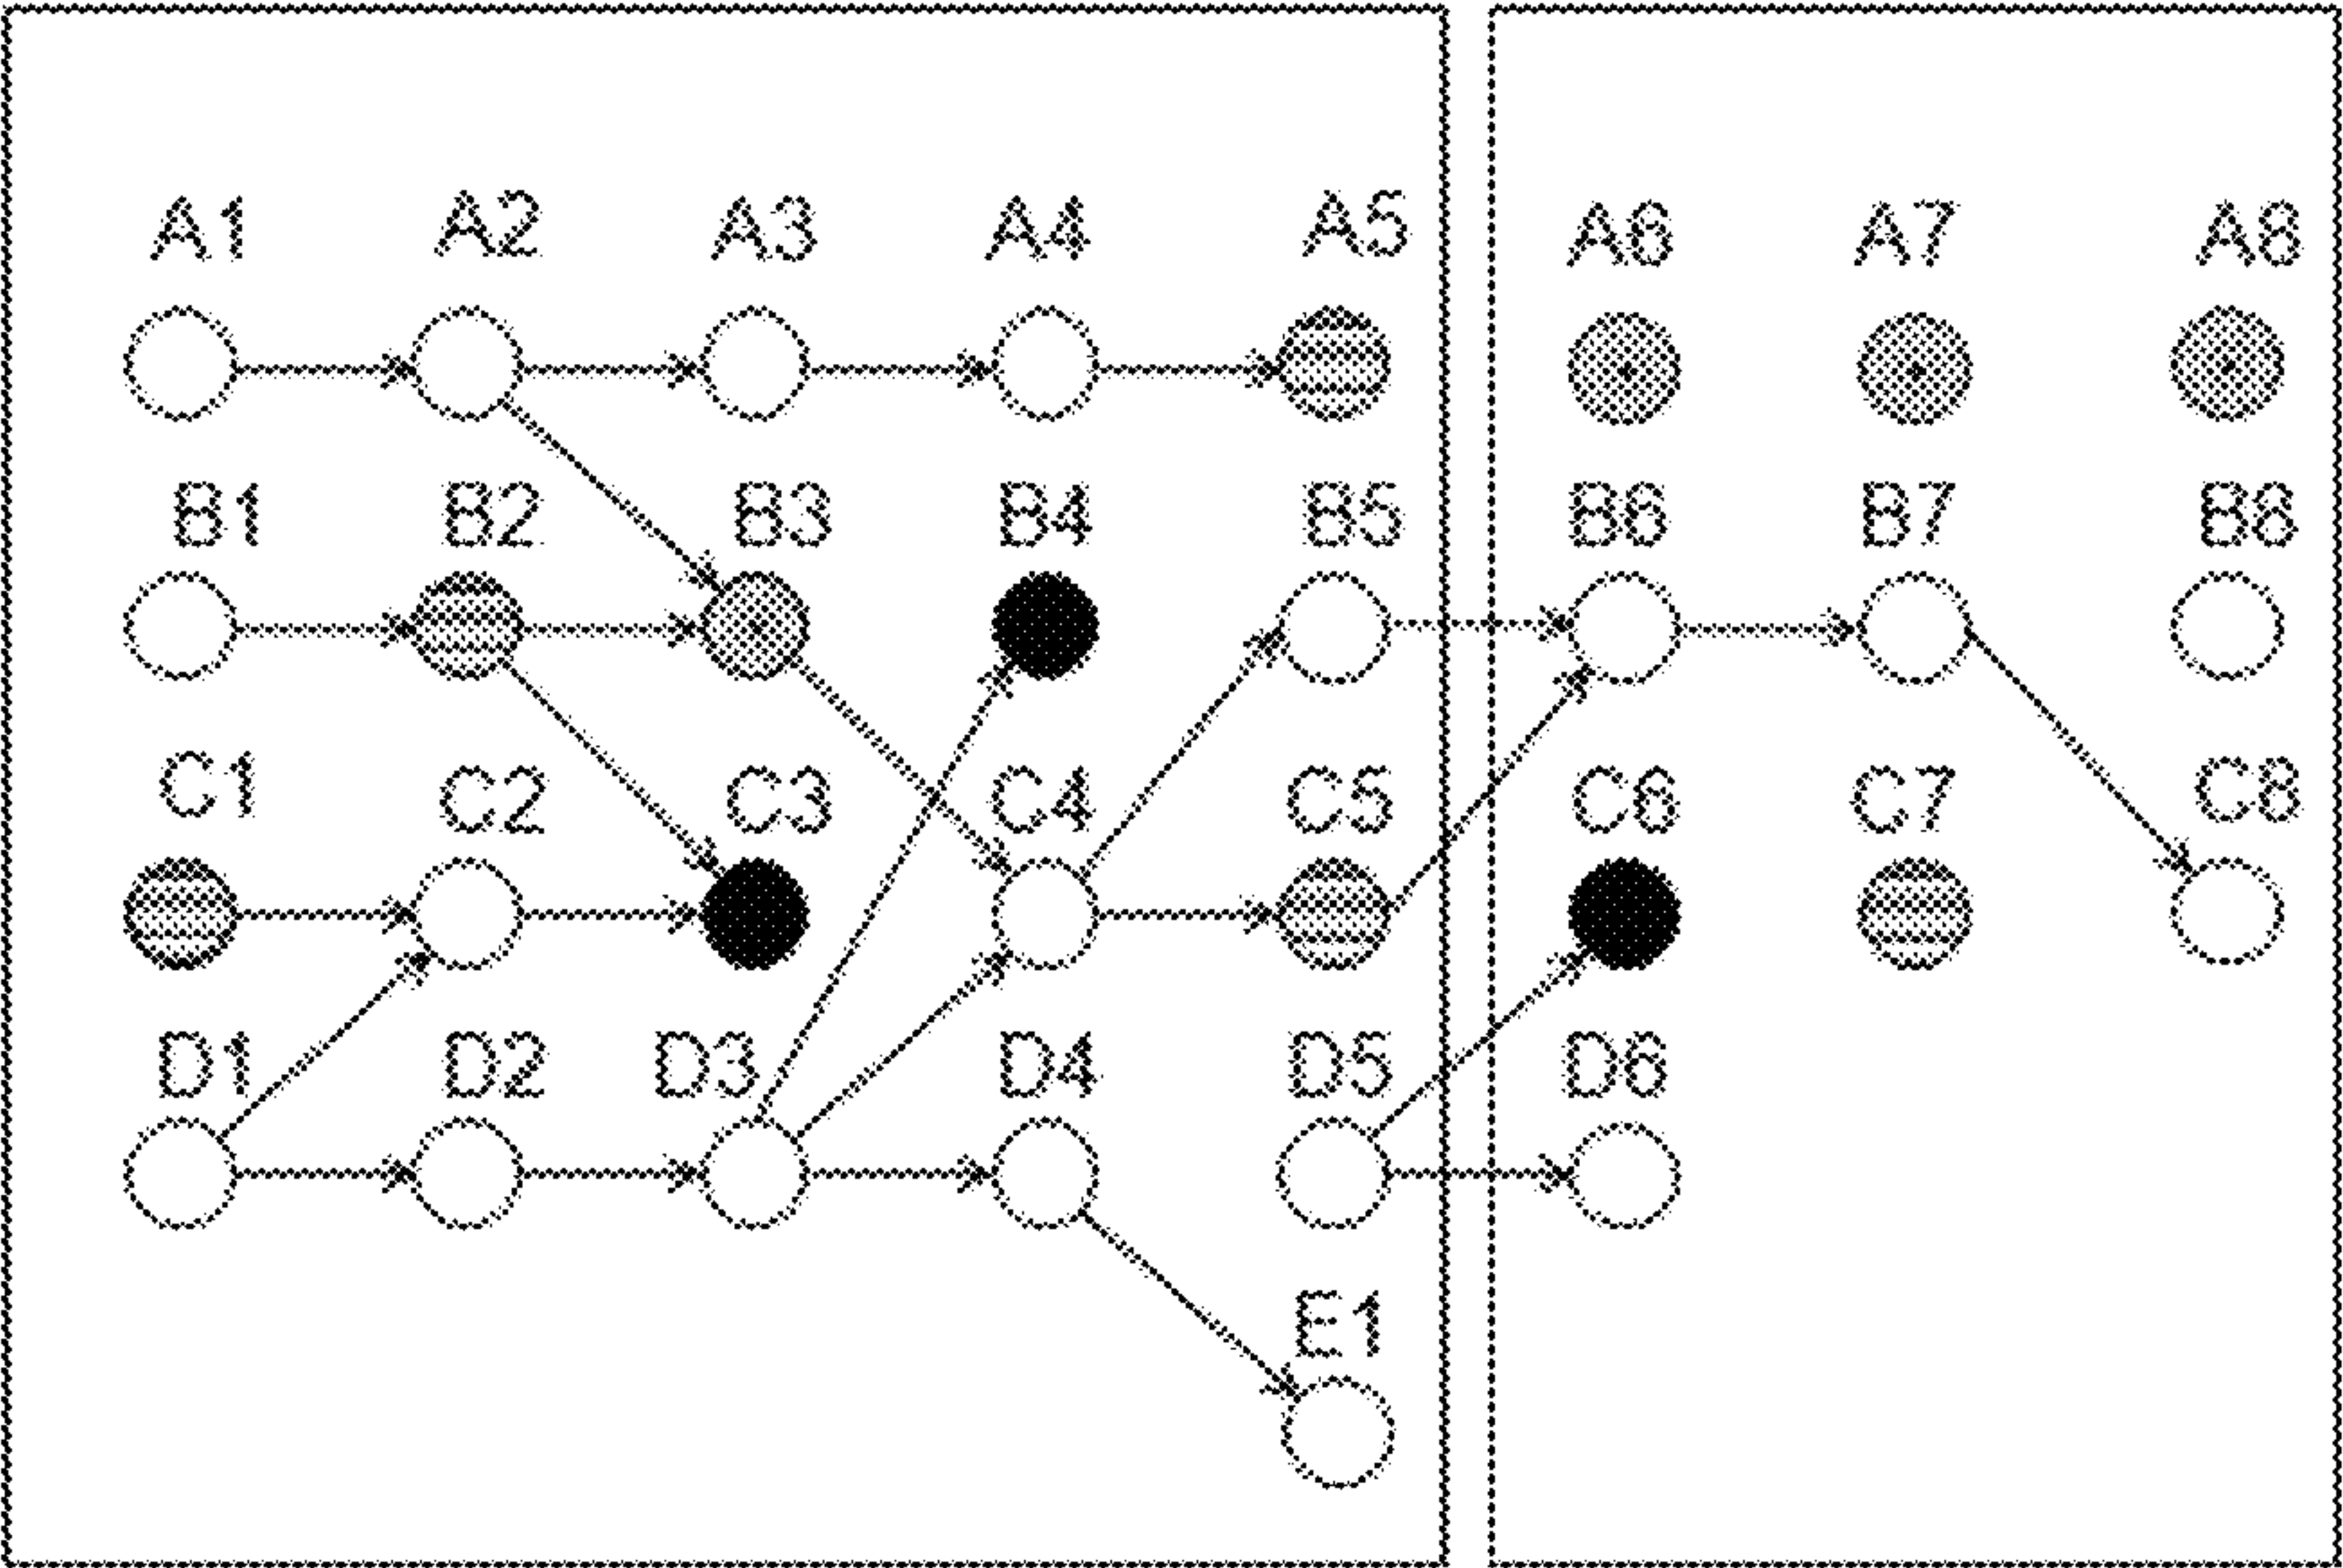 A1 A2 A3 A4 A5 A6 A7 A8
B1 B2 B3 B4 B5 B6 B7 B8
C1 C2 C3 C4 C5 C6 C7 C8
D1 D2 D3 D4 D5 D6
E1